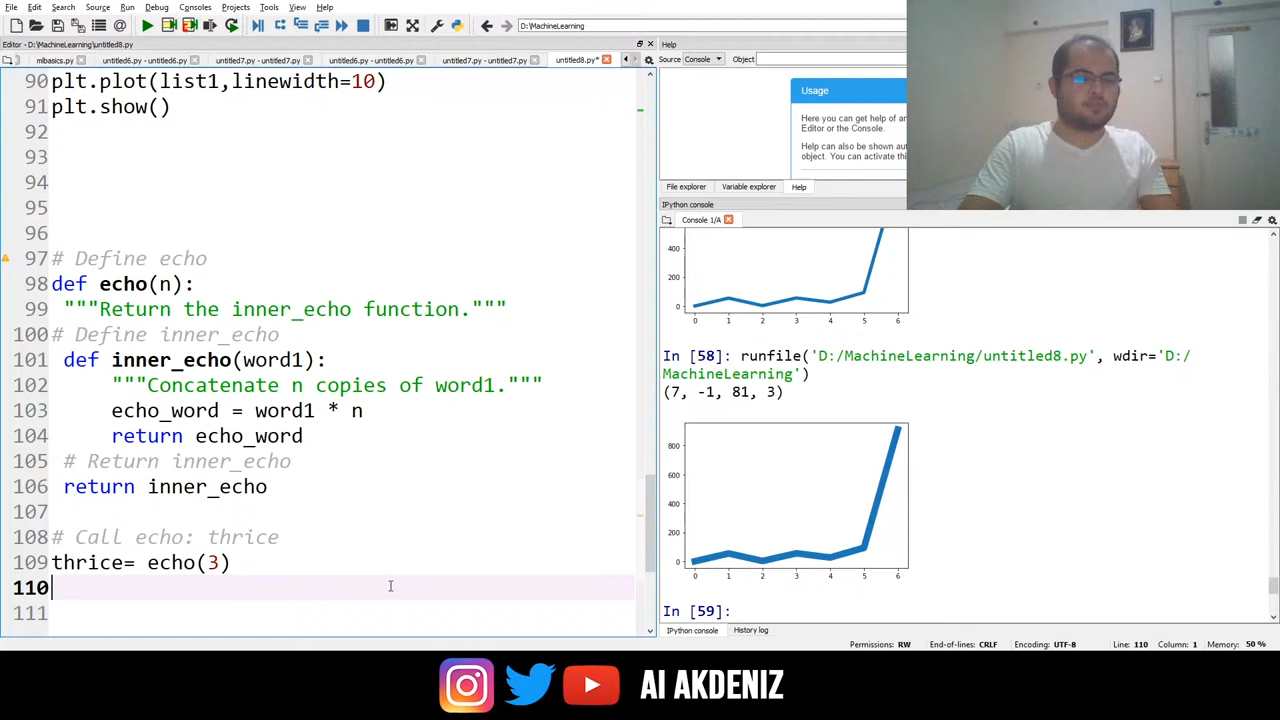 File Edit Search Source Run Debug Consoles Projects Tools View Help
D:\MachineLearning
Editor - D:\MachineLearning\untitled8.py
mlbasics.py untitled6.py - untitled6.py untitled7.py - untitled7.py untitled6.py - untitled6.py untitled7.py - untitled7.py untitled8.py*
90 plt.plot(list1,linewidth=10)
91 plt.show()
92
93
94
95
96
97 # Define echo
98 def echo(n):
99 """Return the inner_echo function."""
100 # Define inner_echo
101 def inner_echo(word1):
102 """Concatenate n copies of word1."""
103 echo_word = word1 * n
104 return echo_word
105 # Return inner_echo
106 return inner_echo
107
108 # Call echo: thrice
109 thrice= echo(3)
110
111
Help
Source Console Object
Usage
Here you can get help of an
Editor or the Console.
Help can also be shown aut
object. You can activate thi
File explorer Variable explorer Help
IPython console
Console 1/A
400
200
0
0 1 2 3 4 5 6
In [58]: runfile('D:/MachineLearning/untitled8.py', wdir='D:/
MachineLearning')
(7, -1, 81, 3)
800
600
400
200
0
0 1 2 3 4 5 6
In [59]:
IPython console History log
Permissions: RW End-of-lines: CRLF Encoding: UTF-8 Line: 110 Column: 1 Memory: 50 %
AI AKDENIZ